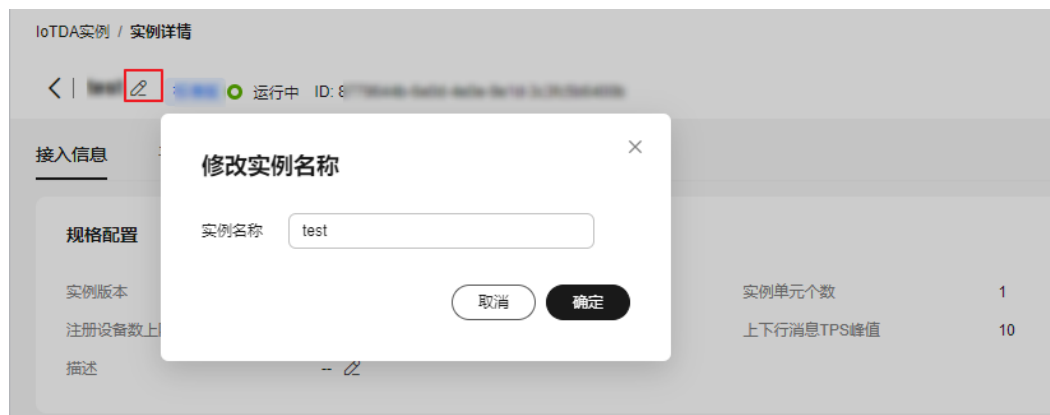 IoTDA实例 / 实例详情
运行中 ID: 8
接入信息
修改实例名称
实例名称 test
取消 确定
规格配置
实例版本
实例单元个数 1
注册设备数上
上下行消息TPS峰值 10
描述 --